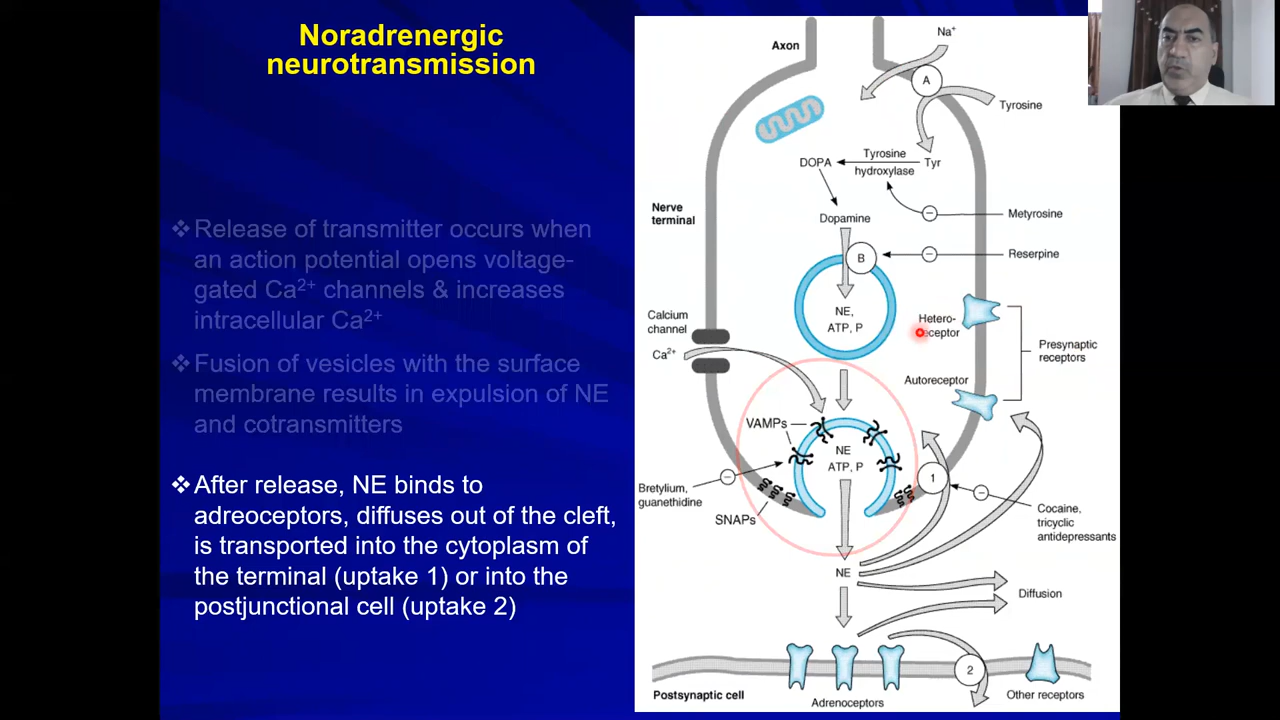 Noradrenergic
neurotransmission
❖Release of transmitter occurs when
an action potential opens voltage-
gated Ca²⁺ channels & increases
intracellular Ca²⁺
❖Fusion of vesicles with the surface
membrane results in expulsion of NE
and cotransmitters
❖After release, NE binds to
adreoceptors, diffuses out of the cleft,
is transported into the cytoplasm of
the terminal (uptake 1) or into the
postjunctional cell (uptake 2)
Axon
Na⁺
A
Tyrosine
DOPA
Tyrosine
hydroxylase
Tyr
Nerve
terminal
Dopamine
Metyrosine
B
Reserpine
NE,
ATP, P
Calcium
channel
Ca²⁺
Hetero-
receptor
Presynaptic
receptors
Autoreceptor
VAMPs
NE
ATP, P
Bretylium,
guanethidine
SNAPs
1
Cocaine,
tricyclic
antidepressants
NE
Diffusion
2
Postsynaptic cell
Adrenoceptors
Other receptors